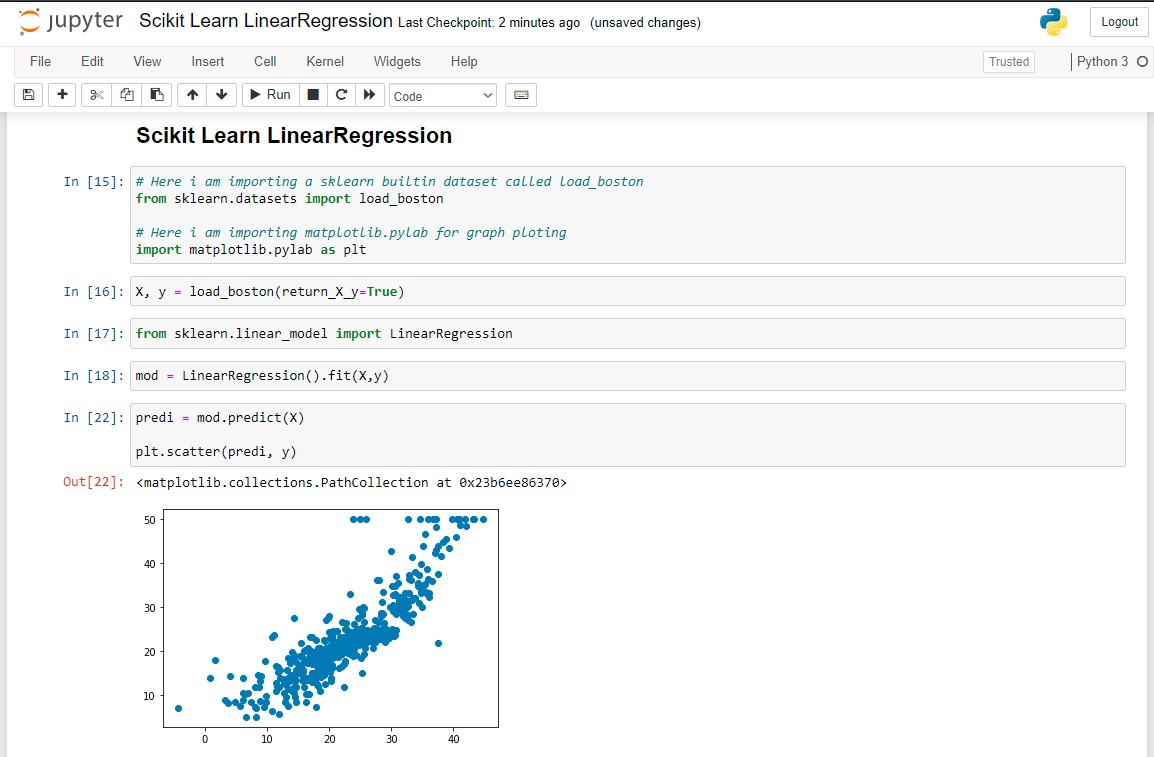 jupyter Scikit Learn LinearRegression Last Checkpoint: 2 minutes ago (unsaved changes) Logout
File Edit View Insert Cell Kernel Widgets Help Trusted Python 3
Run Code
Scikit Learn LinearRegression
In [15]: # Here i am importing a sklearn builtin dataset called load_boston
from sklearn.datasets import load_boston
# Here i am importing matplotlib.pylab for graph ploting
import matplotlib.pylab as plt
In [16]: X, y = load_boston(return_X_y=True)
In [17]: from sklearn.linear_model import LinearRegression
In [18]: mod = LinearRegression().fit(X,y)
In [22]: predi = mod.predict(X)
plt.scatter(predi, y)
Out[22]: <matplotlib.collections.PathCollection at 0x23b6ee86370>
50
40
30
20
10
0 10 20 30 40